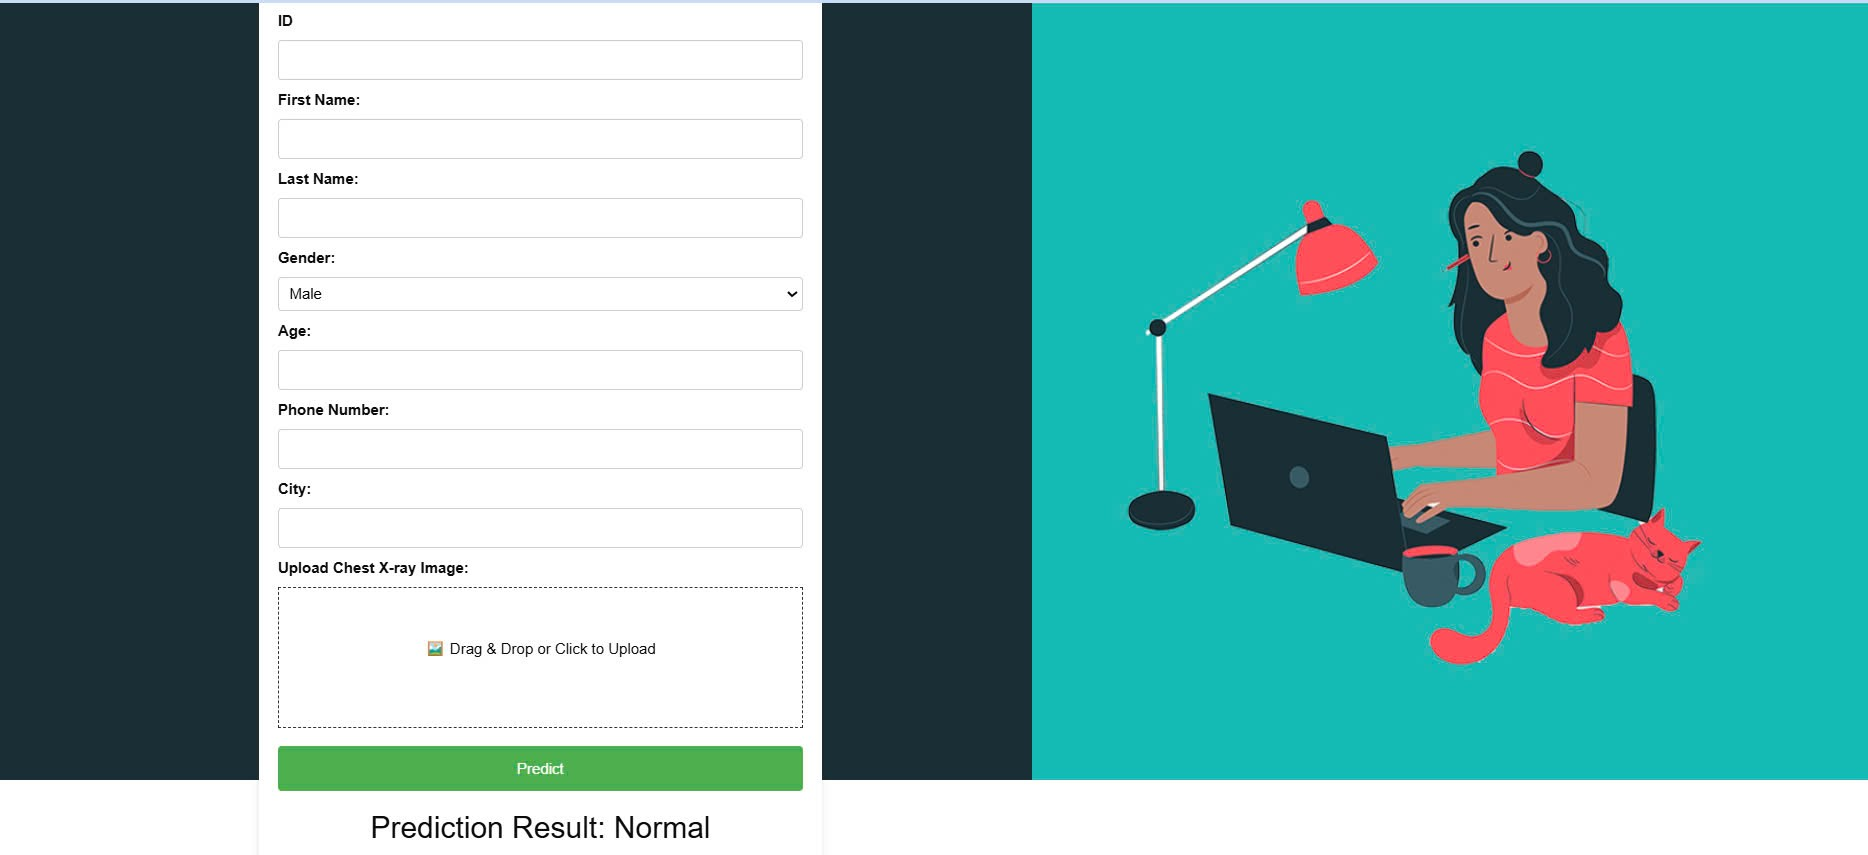 ID
First Name:
Last Name:
Gender:
Male
Age:
Phone Number:
City:
Upload Chest X-ray Image:
Drag & Drop or Click to Upload
Predict
Prediction Result: Normal